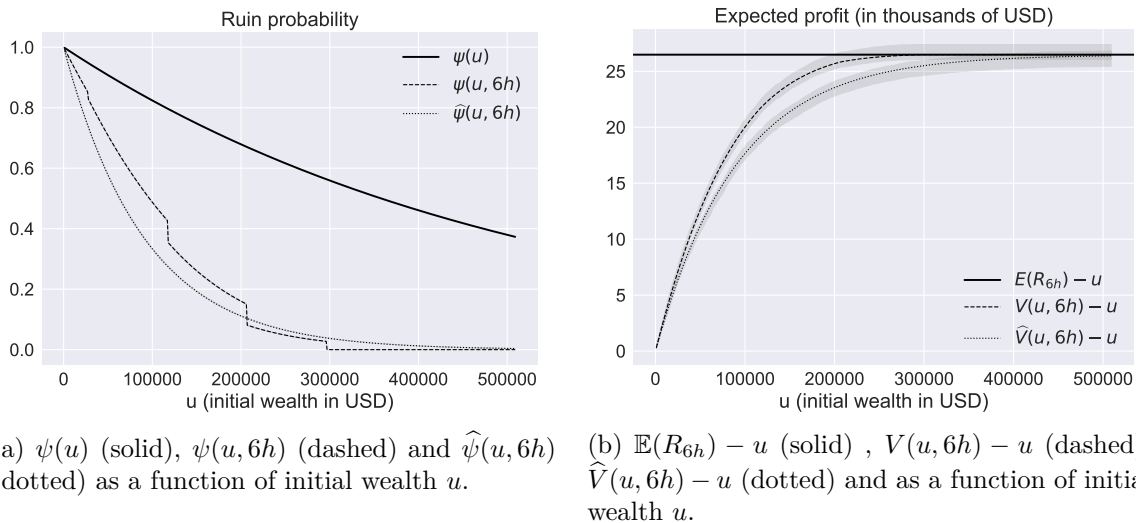 Ruin probability
1.0
0.8
0.6
0.4
0.2
0.0
ψ(u)
ψ(u, 6h)
ψ̂(u, 6h)
0 100000 200000 300000 400000 500000
u (initial wealth in USD)
Expected profit (in thousands of USD)
25
20
15
10
5
0
E(R₆ₕ) − u
V(u, 6h) − u
V̂(u, 6h) − u
0 100000 200000 300000 400000 500000
u (initial wealth in USD)
a) ψ(u) (solid), ψ(u, 6h) (dashed) and ψ̂(u, 6h)
dotted) as a function of initial wealth u.
(b) 𝔼(R₆ₕ) − u (solid) , V(u, 6h) − u (dashed
V̂(u, 6h) − u (dotted) and as a function of initia
wealth u.